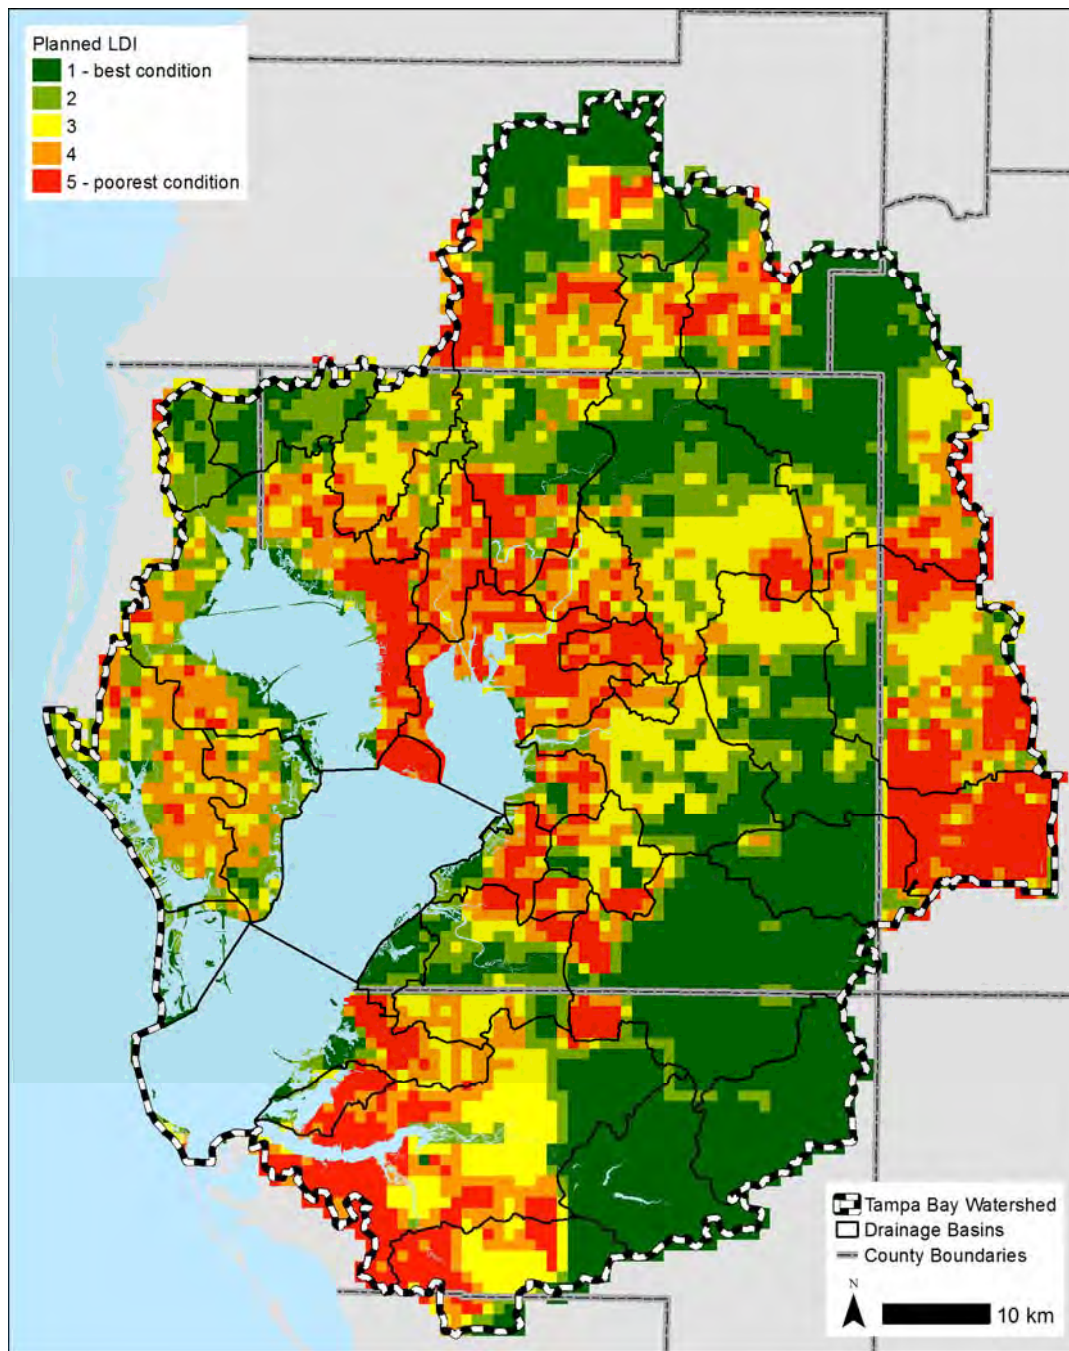 Planned LDI
1 - best condition
2
3
4
5 - poorest condition
Tampa Bay Watershed
Drainage Basins
County Boundaries
N
10 km